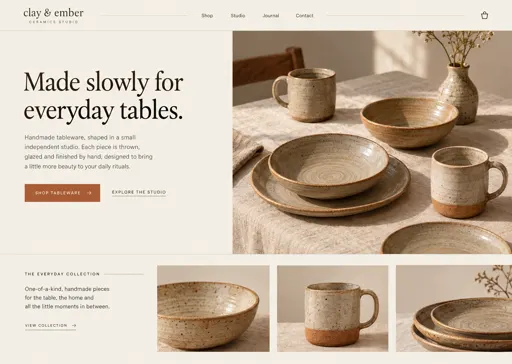 clay & ember
CERAMICS STUDIO
Shop
Studio
Journal
Contact
Made slowly for
everyday tables.
Handmade tableware, shaped in a small
independent studio. Each piece is thrown,
glazed and finished by hand, designed to bring
a little more beauty to your daily rituals.
SHOP TABLEWARE →
EXPLORE THE STUDIO
THE EVERYDAY COLLECTION
One-of-a-kind, handmade pieces
for the table, the home and
all the little moments in between.
VIEW COLLECTION →